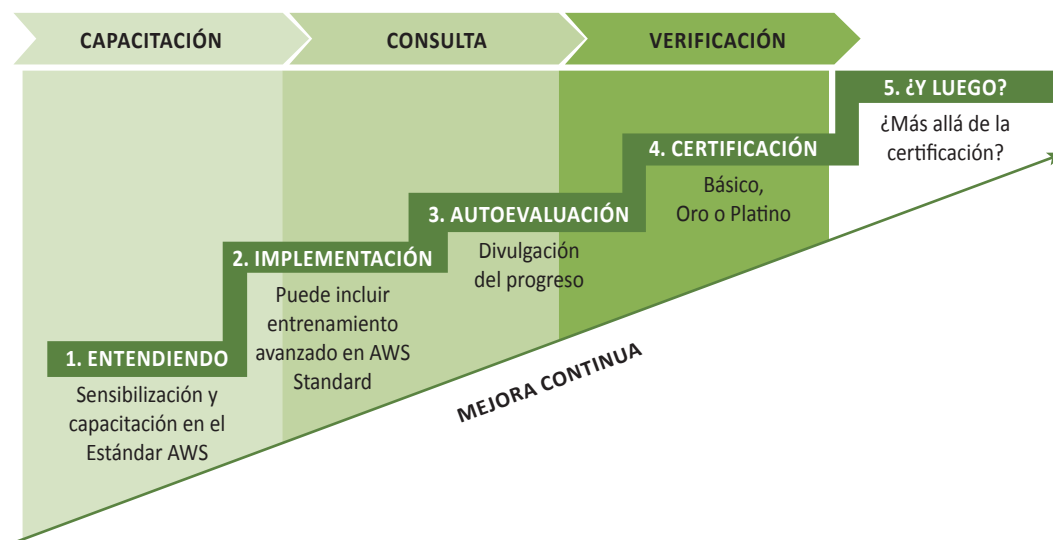 CAPACITACIÓN
CONSULTA
VERIFICACIÓN
1. ENTENDIENDO
Sensibilización y
capacitación en el
Estándar AWS
2. IMPLEMENTACIÓN
Puede incluir
entrenamiento
avanzado en AWS
Standard
3. AUTOEVALUACIÓN
Divulgación
del progreso
4. CERTIFICACIÓN
Básico,
Oro o Platino
5. ¿Y LUEGO?
¿Más allá de la
certificación?
MEJORA CONTINUA